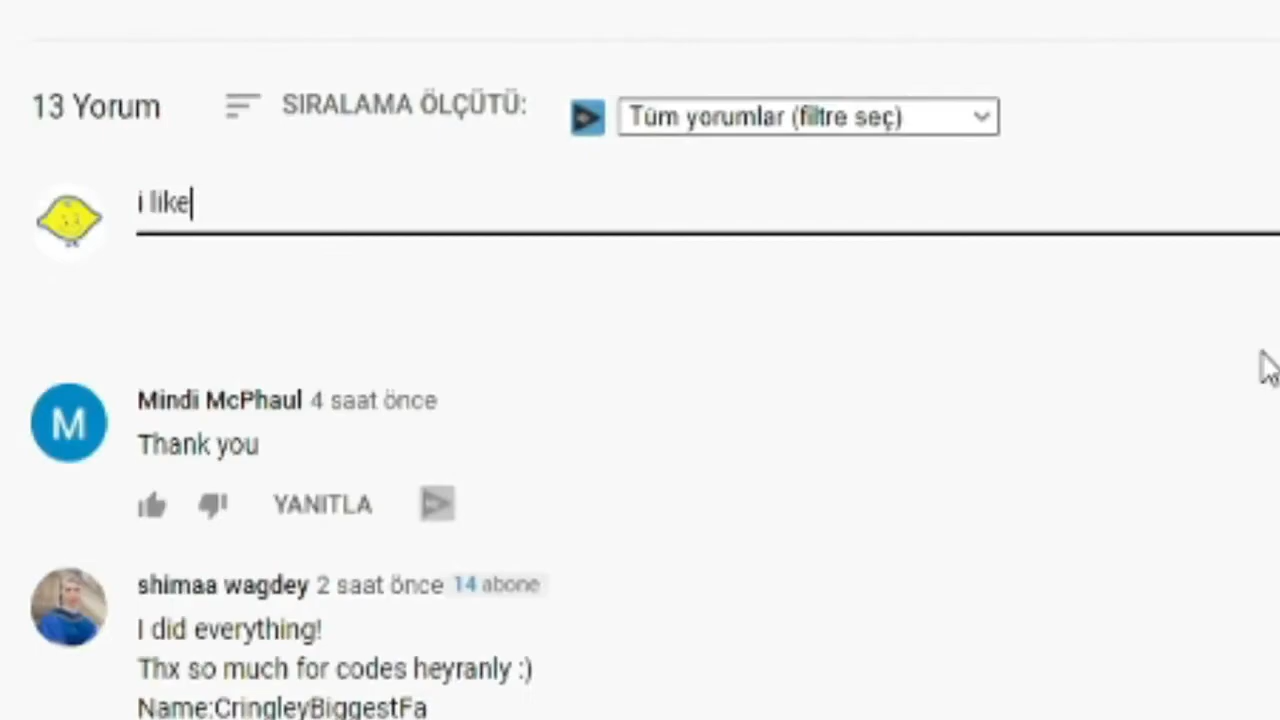 13 Yorum SIRALAMA ÖLÇÜTÜ: Tüm yorumlar (filtre seç)
i like
M
Mindi McPhaul 4 saat önce
Thank you
YANITLA
shimaa wagdey 2 saat önce 14 abone
I did everything!
Thx so much for codes heyranly :)
Name:CringleyBiggestFa